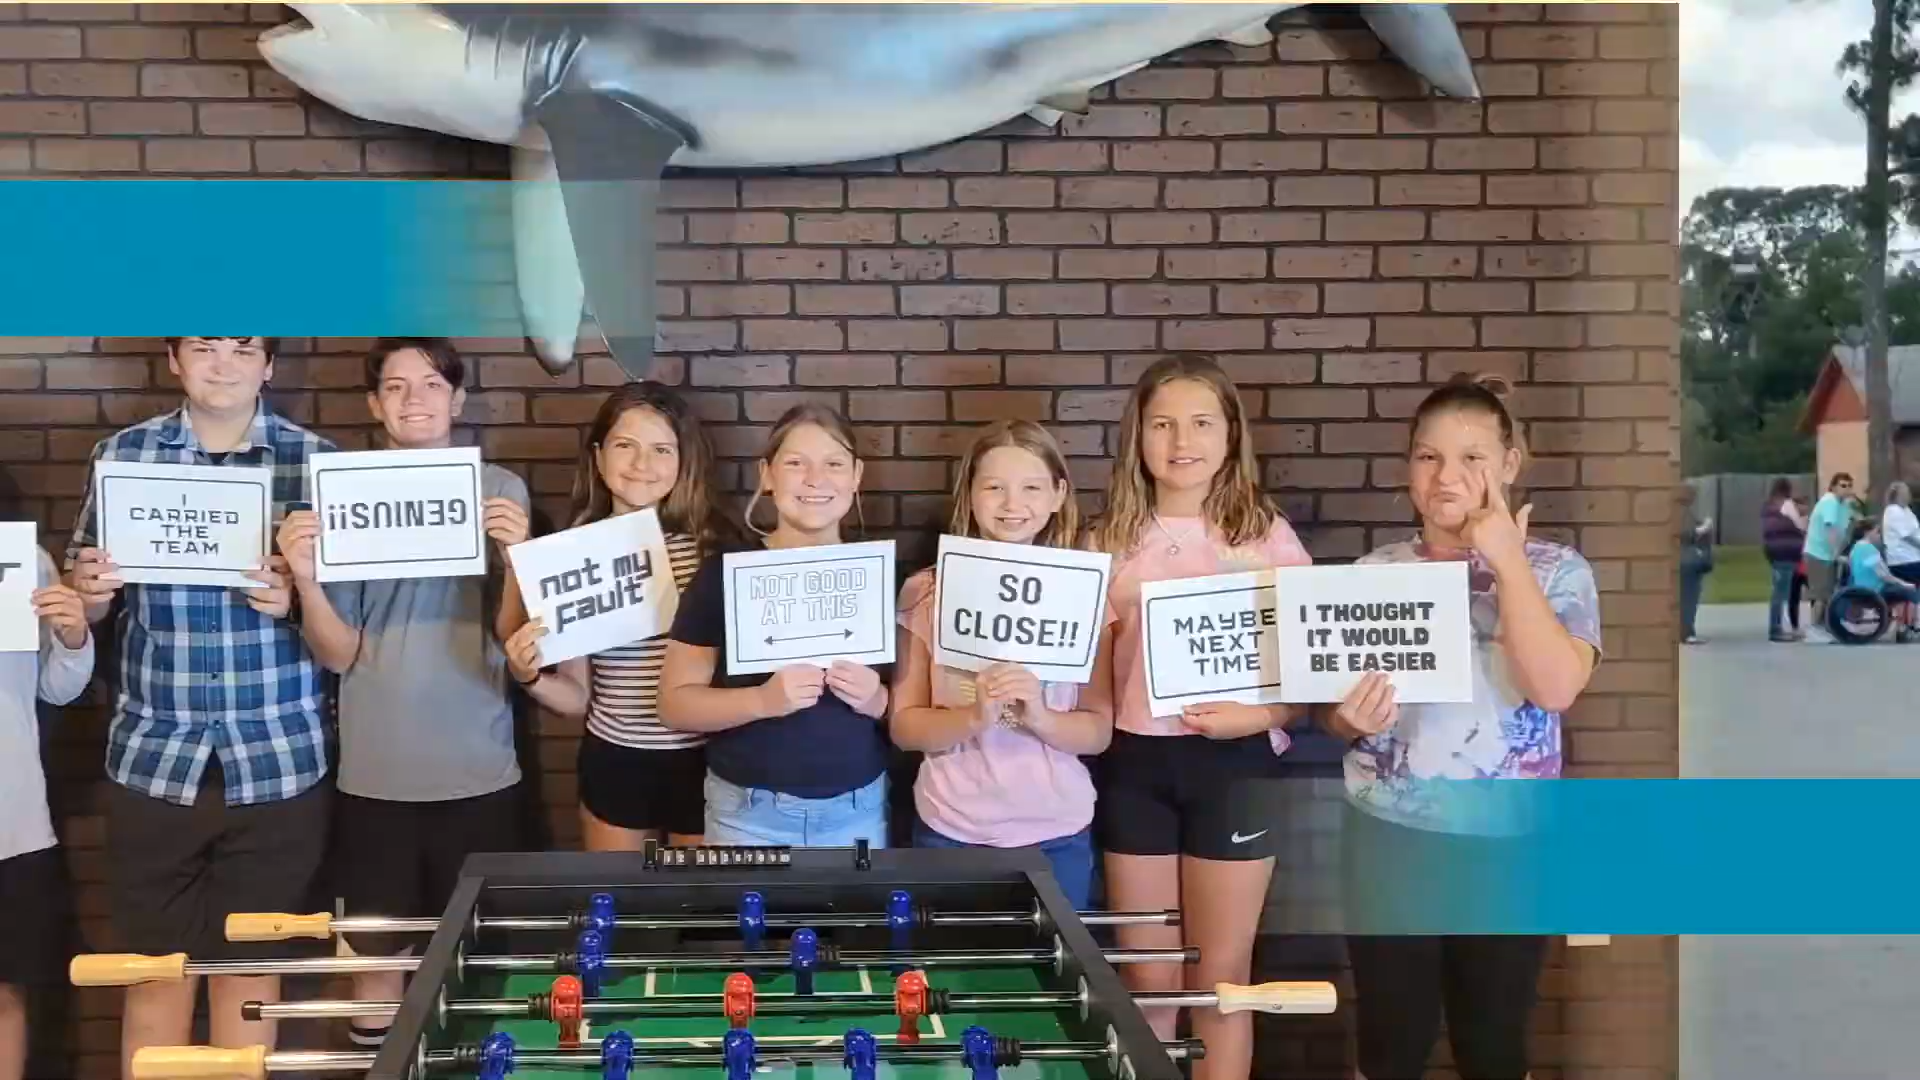 I
CARRIED
THE
TEAM
GENIUS!!
not my
fault
NOT GOOD
AT THIS
SO
CLOSE!!
MAYBE
NEXT
TIME
I THOUGHT
IT WOULD
BE EASIER